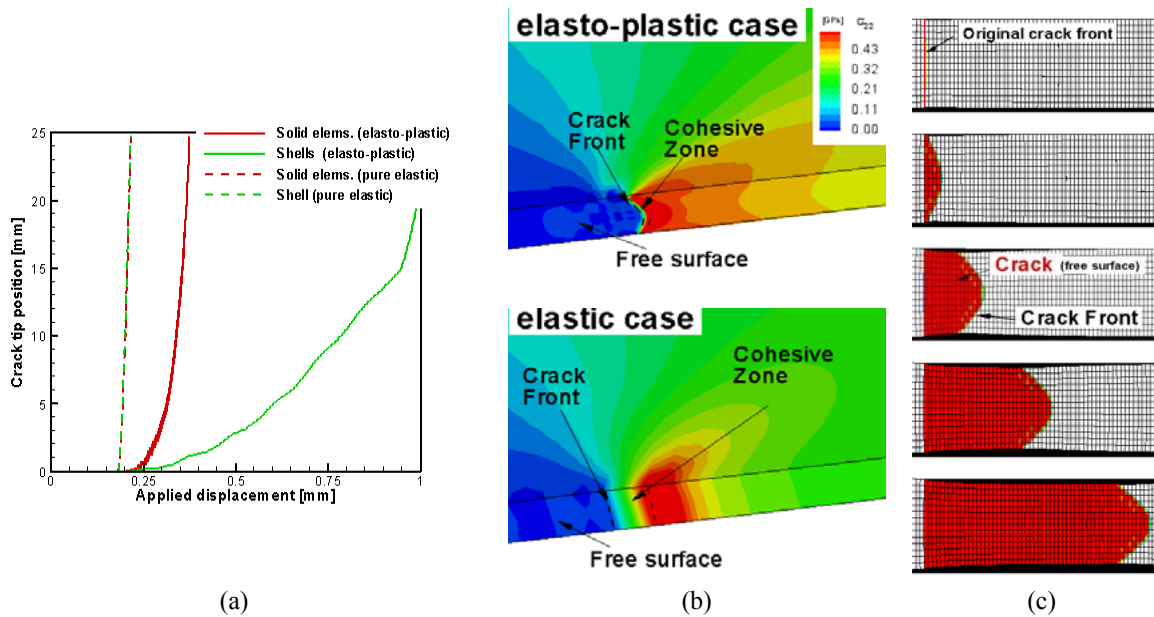 (a)
25
20
15
10
5
0
0.25
0.5
0.75
1
Crack tip position [mm]
Applied displacement [mm]
Solid elems. (elasto-plastic)
Shells (elasto-plastic)
Solid elems. (pure elastic)
Shell (pure elastic)
(b)
elasto-plastic case
[GPa] σ22
0.43
0.32
0.21
0.11
0.00
Crack
Front
Cohesive
Zone
Free surface
elastic case
Crack
Front
Cohesive
Zone
Free surface
(c)
Original crack front
Crack (free surface)
Crack Front
(a)
(b)
(c)